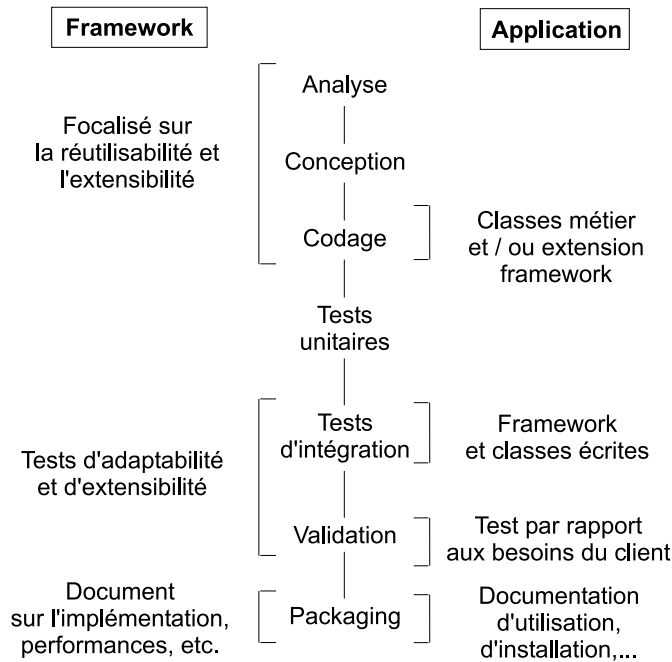 Framework
Application
Analyse
Focalisé sur
la réutilisabilité et
l'extensibilité
Conception
Codage
Classes métier
et / ou extension
framework
Tests
unitaires
Tests
d'intégration
Framework
et classes écrites
Tests d'adaptabilité
et d'extensibilité
Validation
Test par rapport
aux besoins du client
Document
sur l'implémentation,
performances, etc.
Packaging
Documentation
d'utilisation,
d'installation,...